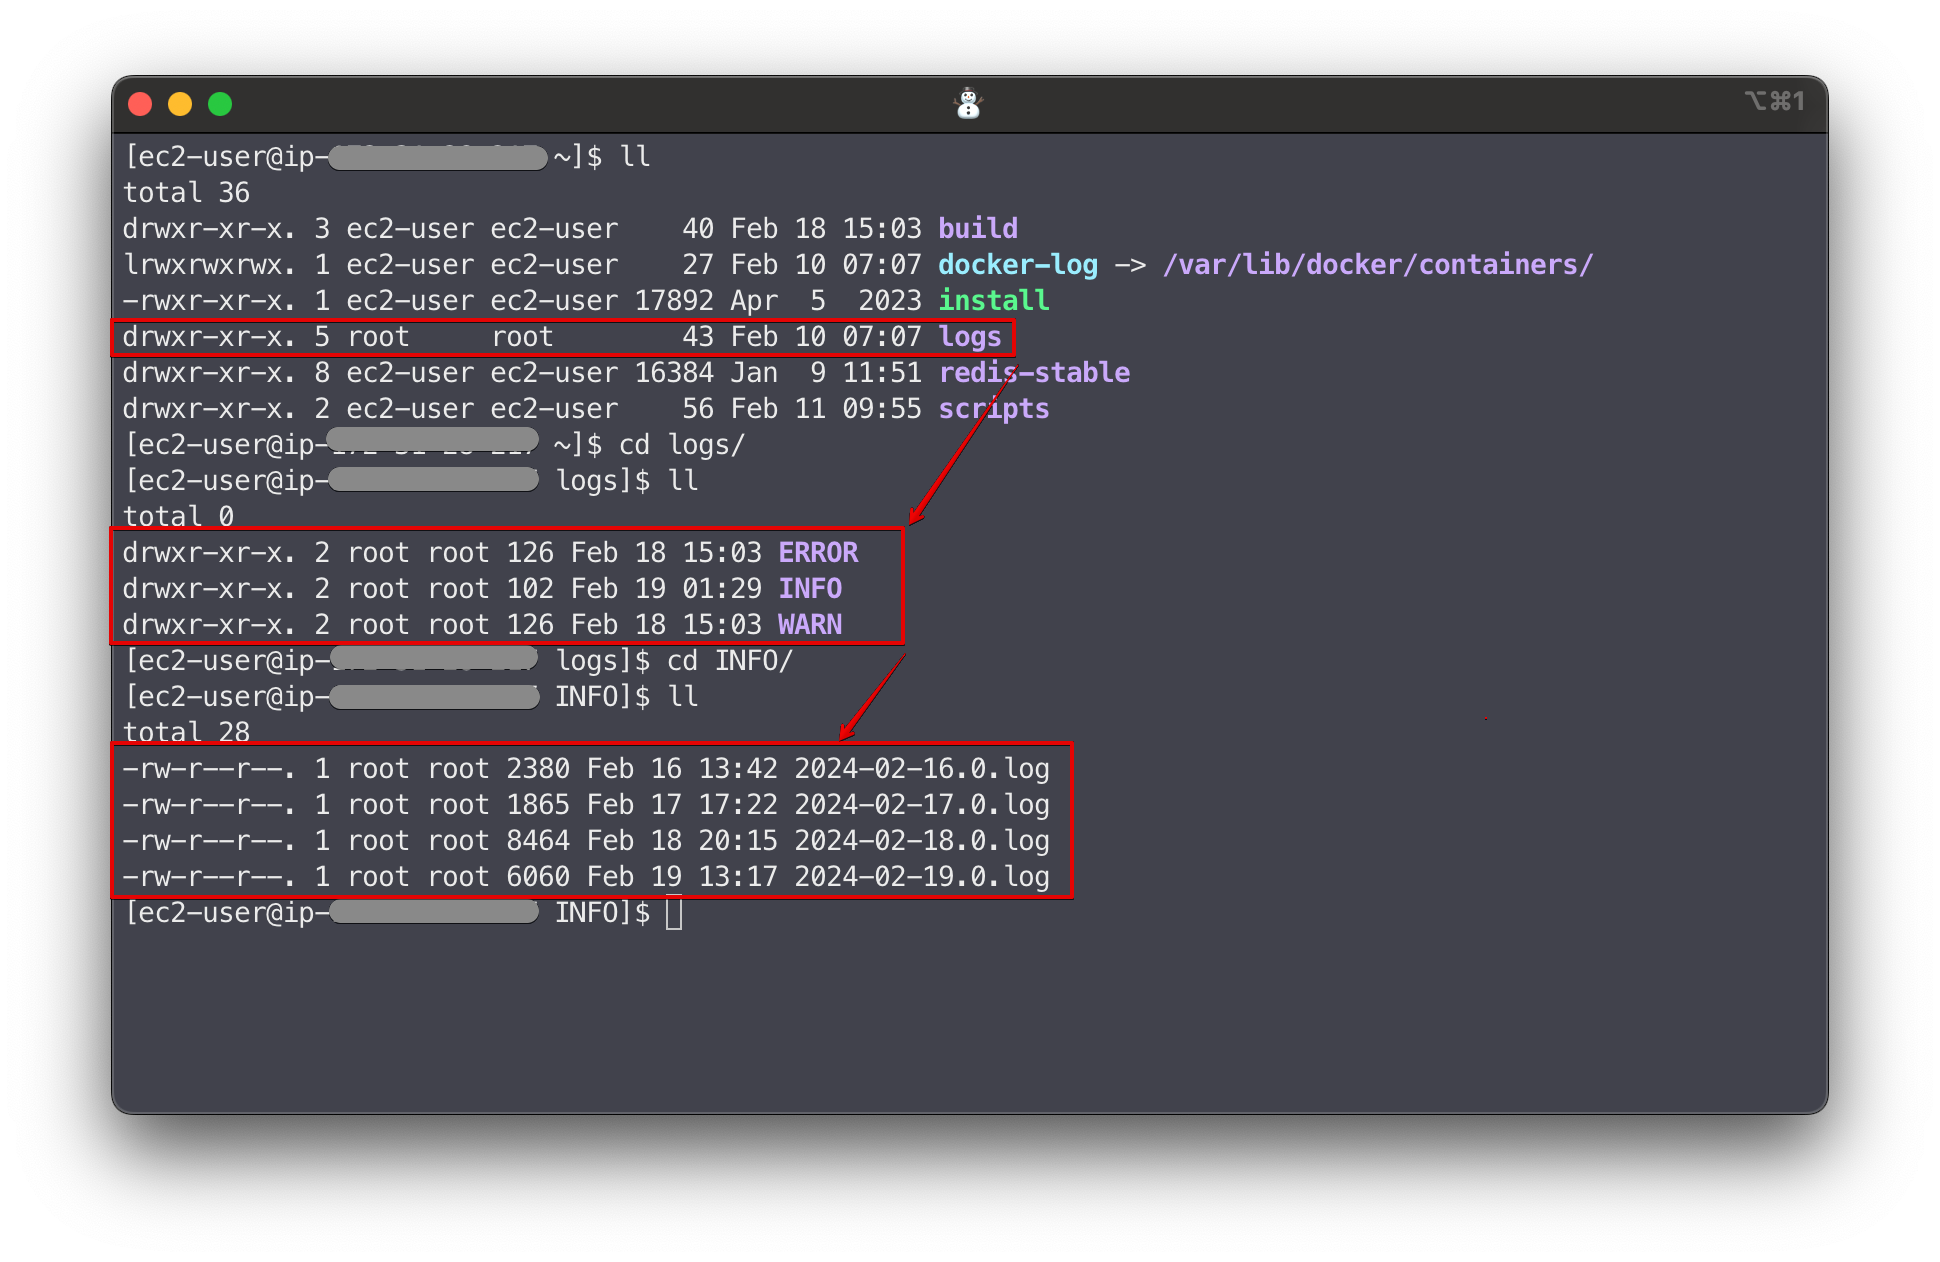 ⌥⌘1
[ec2-user@ip- ~]$ ll
total 36
drwxr-xr-x. 3 ec2-user ec2-user    40 Feb 18 15:03 build
lrwxrwxrwx. 1 ec2-user ec2-user    27 Feb 10 07:07 docker-log -> /var/lib/docker/containers/
-rwxr-xr-x. 1 ec2-user ec2-user 17892 Apr  5  2023 install
drwxr-xr-x. 5 root     root        43 Feb 10 07:07 logs
drwxr-xr-x. 8 ec2-user ec2-user 16384 Jan  9 11:51 redis-stable
drwxr-xr-x. 2 ec2-user ec2-user    56 Feb 11 09:55 scripts
[ec2-user@ip- ~]$ cd logs/
[ec2-user@ip- logs]$ ll
total 0
drwxr-xr-x. 2 root root 126 Feb 18 15:03 ERROR
drwxr-xr-x. 2 root root 102 Feb 19 01:29 INFO
drwxr-xr-x. 2 root root 126 Feb 18 15:03 WARN
[ec2-user@ip- logs]$ cd INFO/
[ec2-user@ip- INFO]$ ll
total 28
-rw-r--r--. 1 root root 2380 Feb 16 13:42 2024-02-16.0.log
-rw-r--r--. 1 root root 1865 Feb 17 17:22 2024-02-17.0.log
-rw-r--r--. 1 root root 8464 Feb 18 20:15 2024-02-18.0.log
-rw-r--r--. 1 root root 6060 Feb 19 13:17 2024-02-19.0.log
[ec2-user@ip- INFO]$